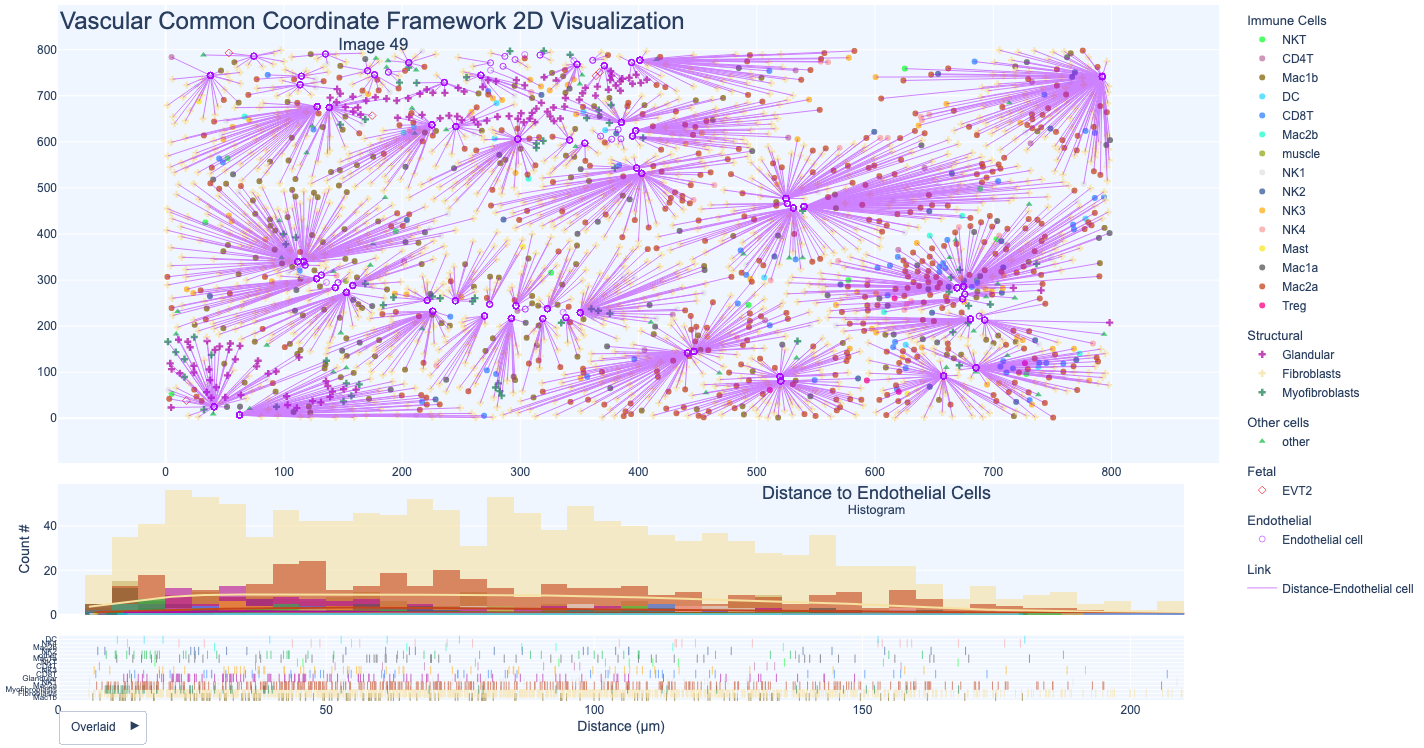 Vascular Common Coordinate Framework 2D Visualization
Image 49
800
700
600
500
400
300
200
100
0
0 100 200 300 400 500 600 700 800
Immune Cells
NKT
CD4T
Mac1b
DC
CD8T
Mac2b
muscle
NK1
NK2
NK3
NK4
Mast
Mac1a
Mac2a
Treg
Structural
Glandular
Fibroblasts
Myofibroblasts
Other cells
other
Fetal
EVT2
Endothelial
Endothelial cell
Link
Distance-Endothelial cell
Distance to Endothelial Cells
Histogram
Count #
40
20
0
DC
Glandular
Myofibroblasts
Fibroblasts
Mac1b
0 50 100 150 200
Distance (μm)
Overlaid ►